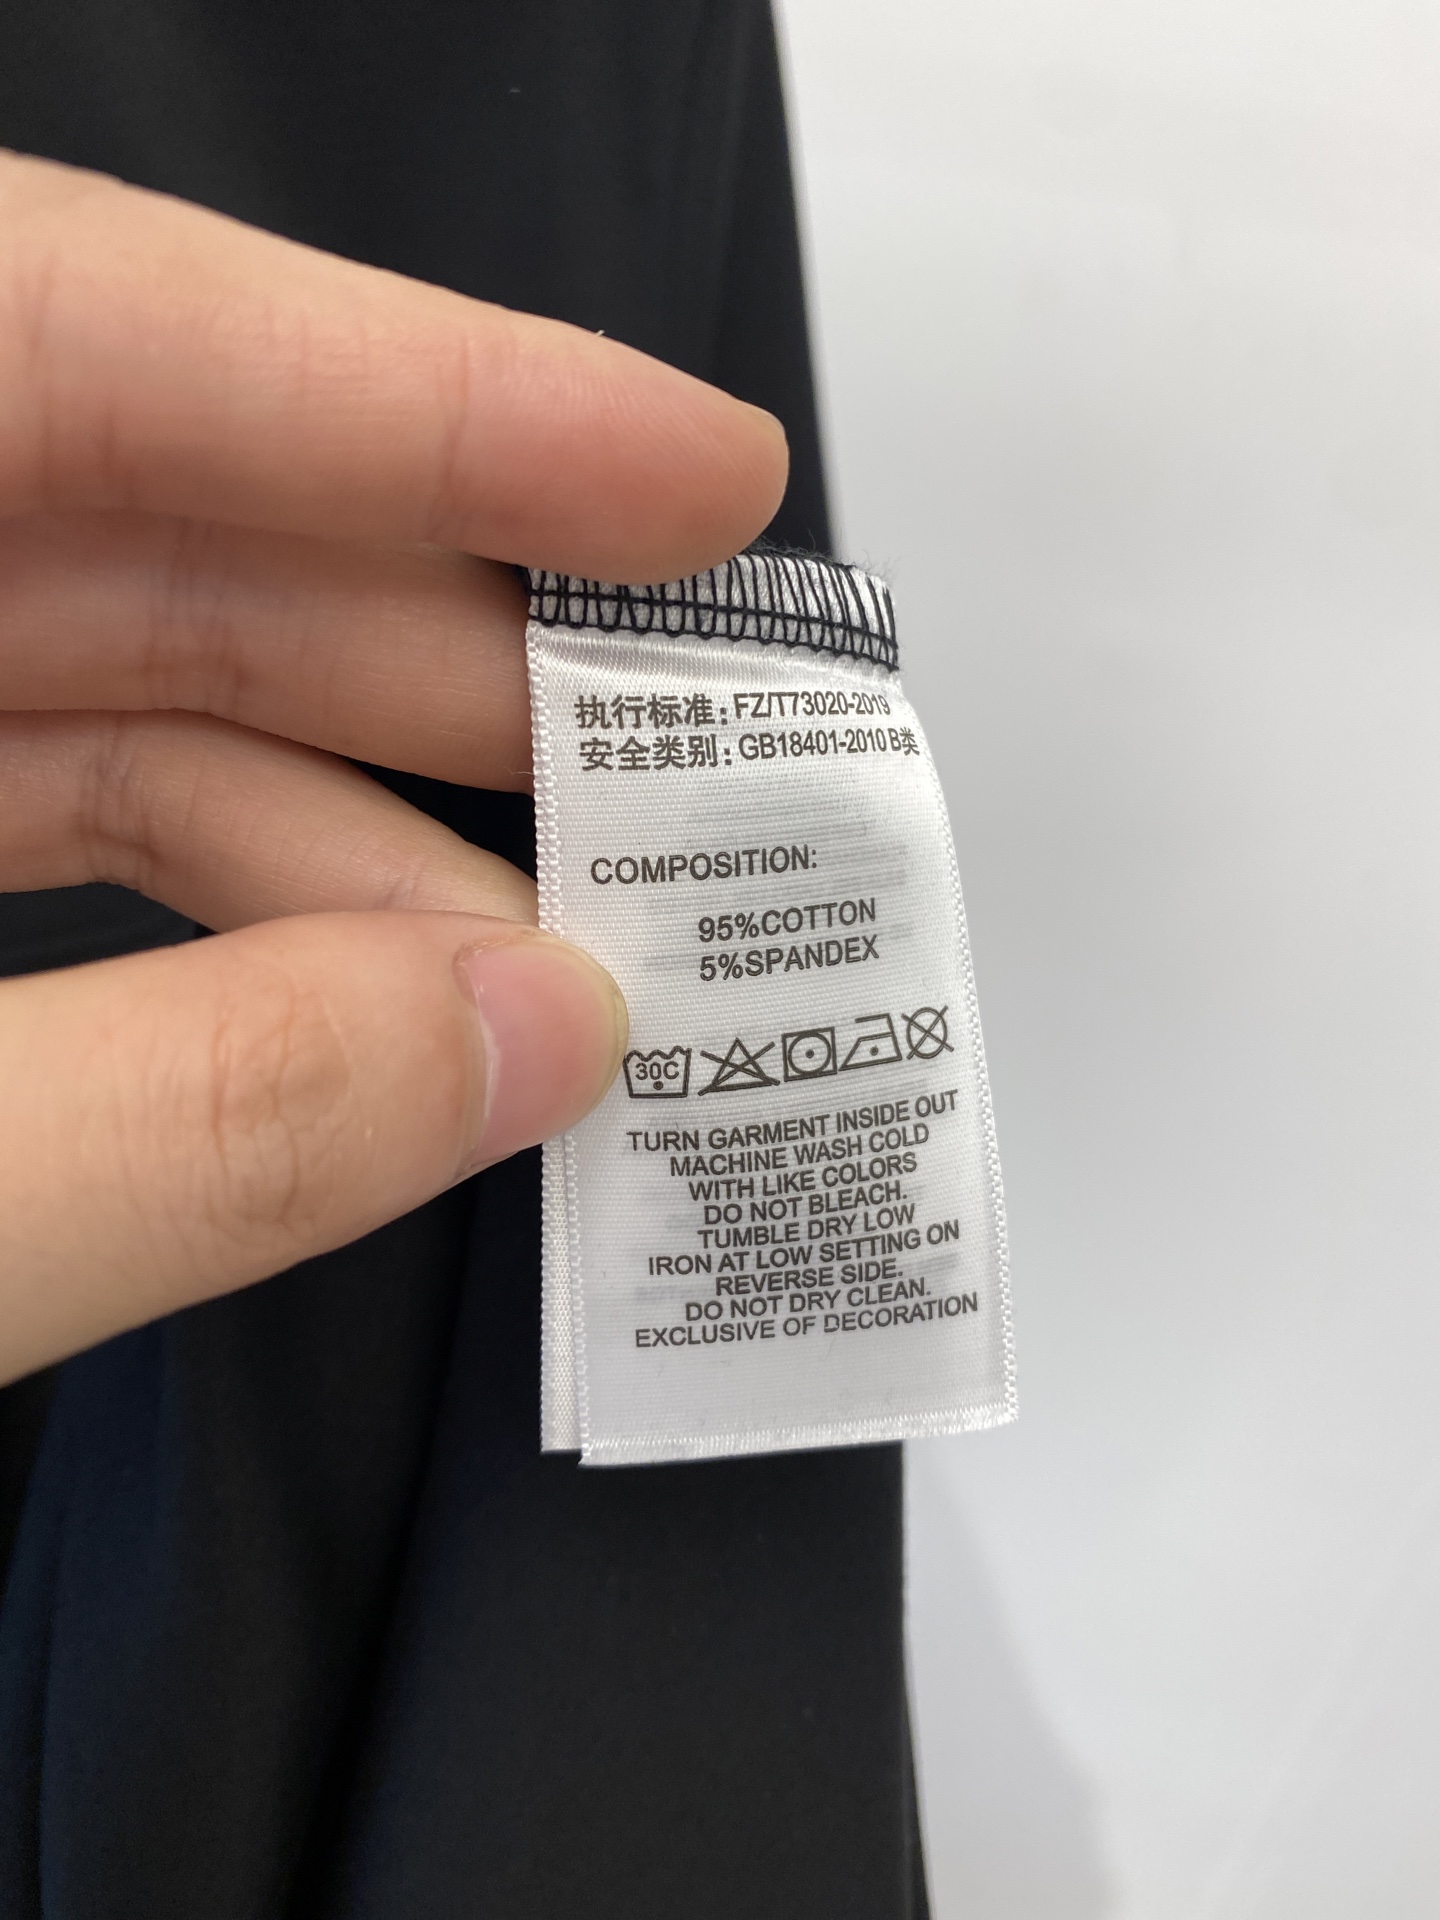 执行标准: FZ/T73020-2019
安全类别: GB18401-2010 B类
COMPOSITION:
95%COTTON
5%SPANDEX
30C
TURN GARMENT INSIDE OUT
MACHINE WASH COLD
WITH LIKE COLORS
DO NOT BLEACH.
TUMBLE DRY LOW
IRON AT LOW SETTING ON
REVERSE SIDE.
DO NOT DRY CLEAN.
EXCLUSIVE OF DECORATION